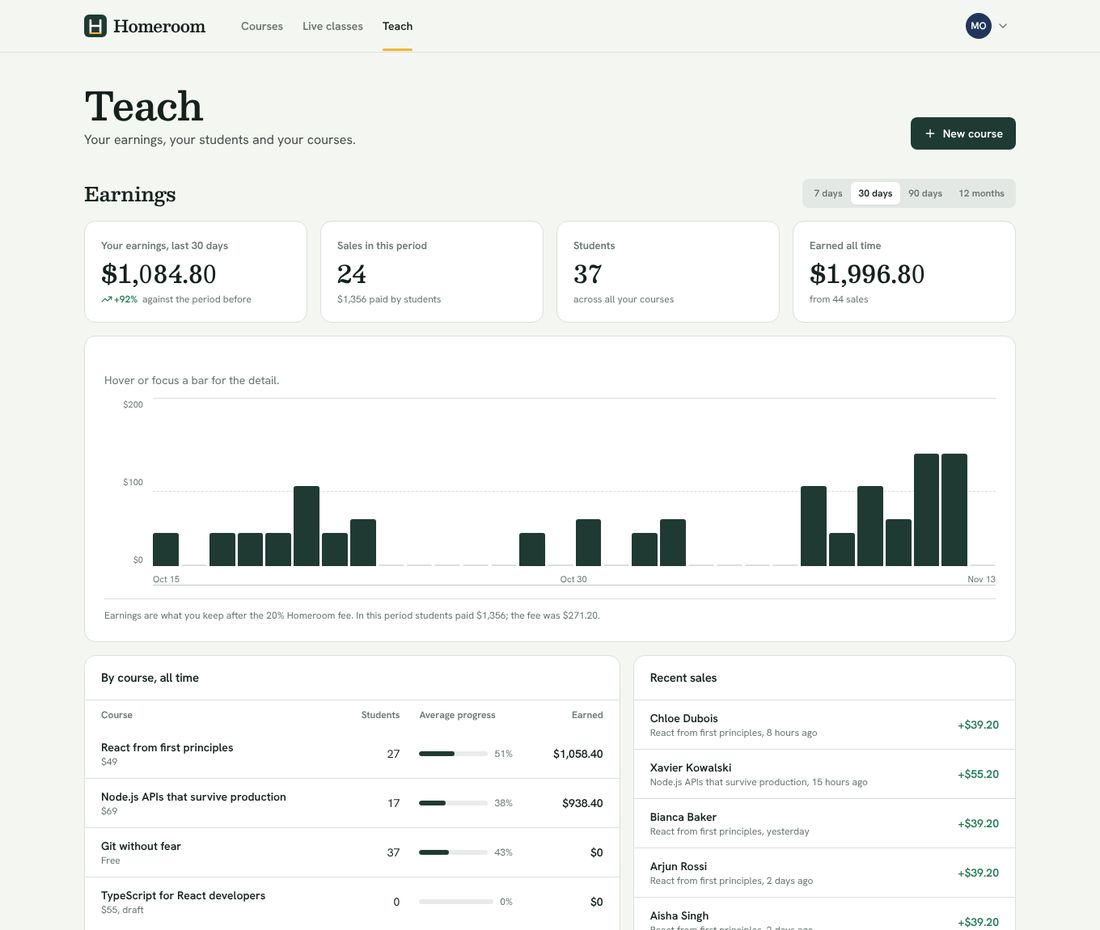 Homeroom
Courses
Live classes
Teach
MO
Teach
Your earnings, your students and your courses.
+ New course
Earnings
7 days
30 days
90 days
12 months
Your earnings, last 30 days
$1,084.80
+92% against the period before
Sales in this period
24
$1,356 paid by students
Students
37
across all your courses
Earned all time
$1,996.80
from 44 sales
Hover or focus a bar for the detail.
$200
$100
$0
Oct 15
Oct 30
Nov 13
Earnings are what you keep after the 20% Homeroom fee. In this period students paid $1,356; the fee was $271.20.
By course, all time
Course Students Average progress Earned
React from first principles
$49
27 51% $1,058.40
Node.js APIs that survive production
$69
17 38% $938.40
Git without fear
Free
37 43% $0
TypeScript for React developers
$55, draft
0 0% $0
Recent sales
Chloe Dubois
React from first principles, 8 hours ago
+$39.20
Xavier Kowalski
Node.js APIs that survive production, 15 hours ago
+$55.20
Bianca Baker
React from first principles, yesterday
+$39.20
Arjun Rossi
React from first principles, 2 days ago
+$39.20
Aisha Singh
React from first principles, 2 days ago
+$39.20